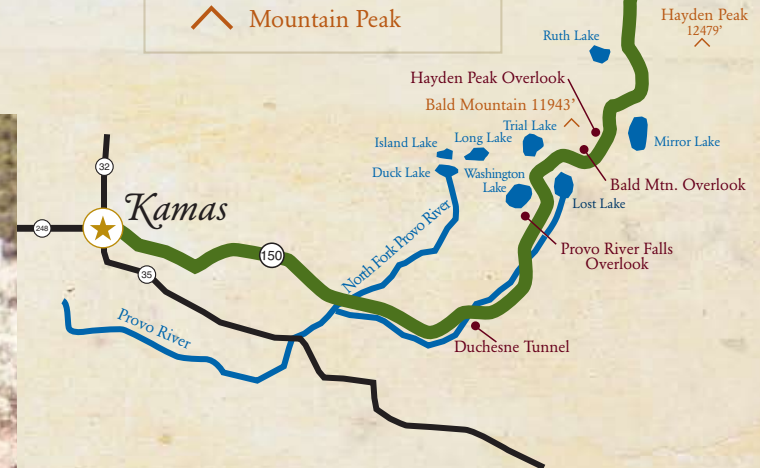 Mountain Peak
Hayden Peak
12479'
Ruth Lake
Hayden Peak Overlook
Bald Mountain 11943'
Trial Lake
Long Lake
Island Lake
Mirror Lake
Duck Lake
Washington
Lake
Bald Mtn. Overlook
Lost Lake
32
Kamas
248
North Fork Provo River
150
Provo River Falls
Overlook
35
Provo River
Duchesne Tunnel